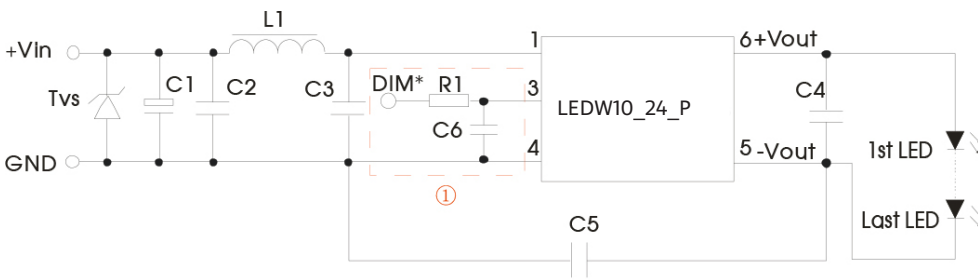 L1
+Vin
1
6 +Vout
Tvs
C1
C2
C3
DIM*
R1
3
C4
C6
LEDW10_24_P
GND
4
5 -Vout
1st LED
①
Last LED
C5